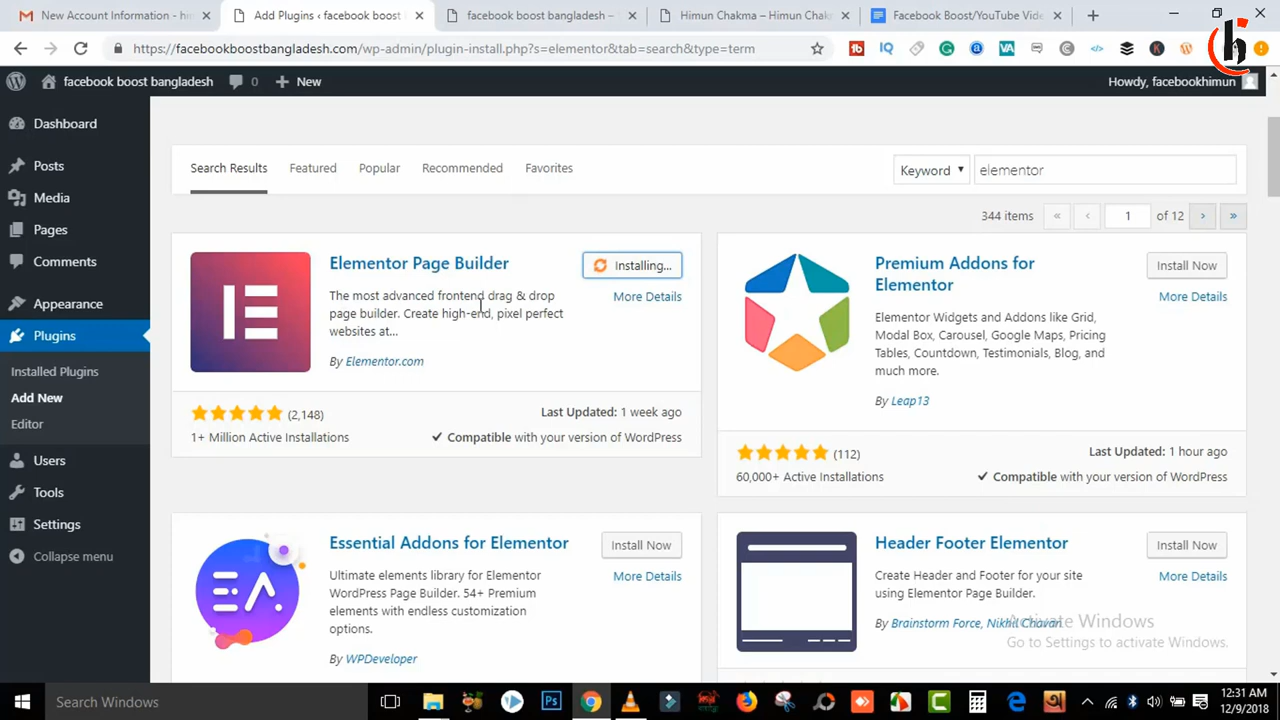 New Account Information - hi
Add Plugins ‹ facebook boost
facebook boost bangladesh –
Himun Chakma – Himun Chak
Facebook Boost/YouTube Vide
https://facebookboostbangladesh.com/wp-admin/plugin-install.php?s=elementor&tab=search&type=term
facebook boost bangladesh
0
New
Howdy, facebookhimun
Dashboard
Posts
Media
Pages
Comments
Appearance
Plugins
Installed Plugins
Add New
Editor
Users
Tools
Settings
Collapse menu
Search Results
Featured
Popular
Recommended
Favorites
Keyword
elementor
344 items
«
‹
1
of 12
›
»
Elementor Page Builder
Installing...
More Details
The most advanced frontend drag & drop
page builder. Create high-end, pixel perfect
websites at...
By Elementor.com
(2,148)
1+ Million Active Installations
Last Updated: 1 week ago
Compatible with your version of WordPress
Premium Addons for
Elementor
Install Now
More Details
Elementor Widgets and Addons like Grid,
Modal Box, Carousel, Google Maps, Pricing
Tables, Countdown, Testimonials, Blog, and
much more.
By Leap13
(112)
60,000+ Active Installations
Last Updated: 1 hour ago
Compatible with your version of WordPress
Essential Addons for Elementor
Install Now
More Details
Ultimate elements library for Elementor
WordPress Page Builder. 54+ Premium
elements with endless customization
options.
By WPDeveloper
Header Footer Elementor
Install Now
More Details
Create Header and Footer for your site
using Elementor Page Builder.
By Brainstorm Force, Nikhil Chavan
Activate Windows
Go to Settings to activate Windows.
Search Windows
12:31 AM
12/9/2018